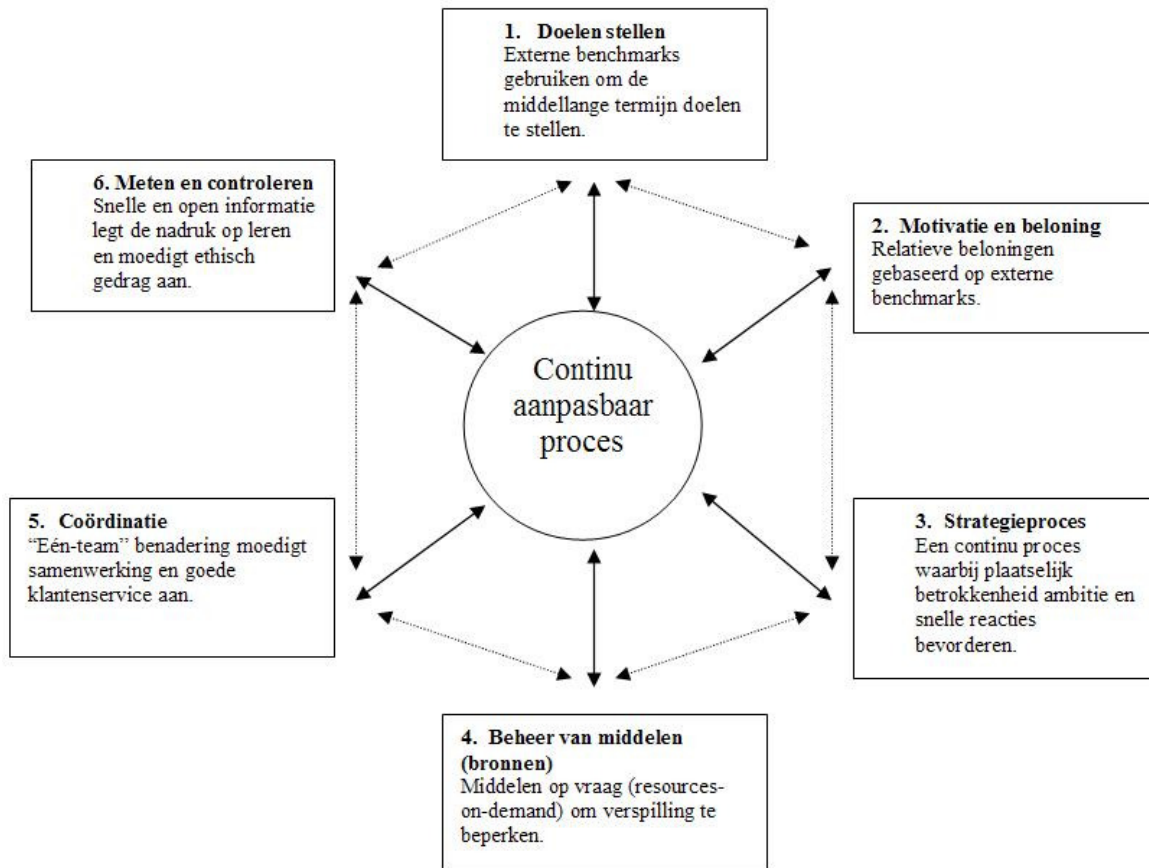 1. Doelen stellen
Externe benchmarks
gebruiken om de
middellange termijn doelen
te stellen.
6. Meten en controleren
Snelle en open informatie
legt de nadruk op leren
en moedigt ethisch
gedrag aan.
2. Motivatie en beloning
Relatieve beloningen
gebaseerd op externe
benchmarks.
Continu
aanpasbaar
proces
5. Coördinatie
“Eén-team” benadering moedigt
samenwerking en goede
klantenservice aan.
3. Strategieproces
Een continu proces
waarbij plaatselijk
betrokkenheid ambitie en
snelle reacties
bevorderen.
4. Beheer van middelen
(bronnen)
Middelen op vraag (resources-
on-demand) om verspilling te
beperken.